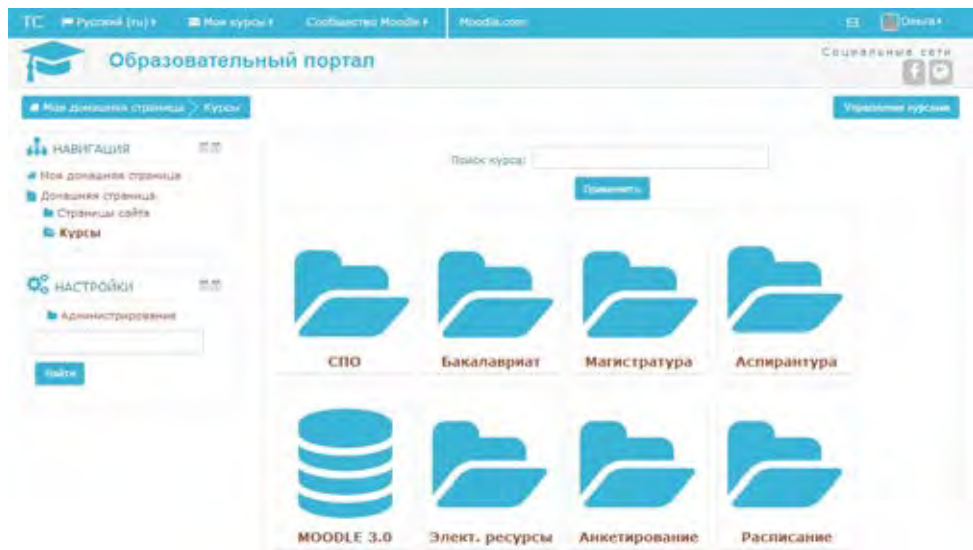 TC Русский (ru) Мои курсы Сообщество Moodle Moodle.com Ольга
Образовательный портал
Социальные сети
Моя домашняя страница Курсы
Управление курсами
НАВИГАЦИЯ
Моя домашняя страница
Домашняя страница
Страницы сайта
Курсы
Поиск курса:
Применить
НАСТРОЙКИ
Администрирование
Найти
СПО Бакалавриат Магистратура Аспирантура
MOODLE 3.0 Элект. ресурсы Анкетирование Расписание